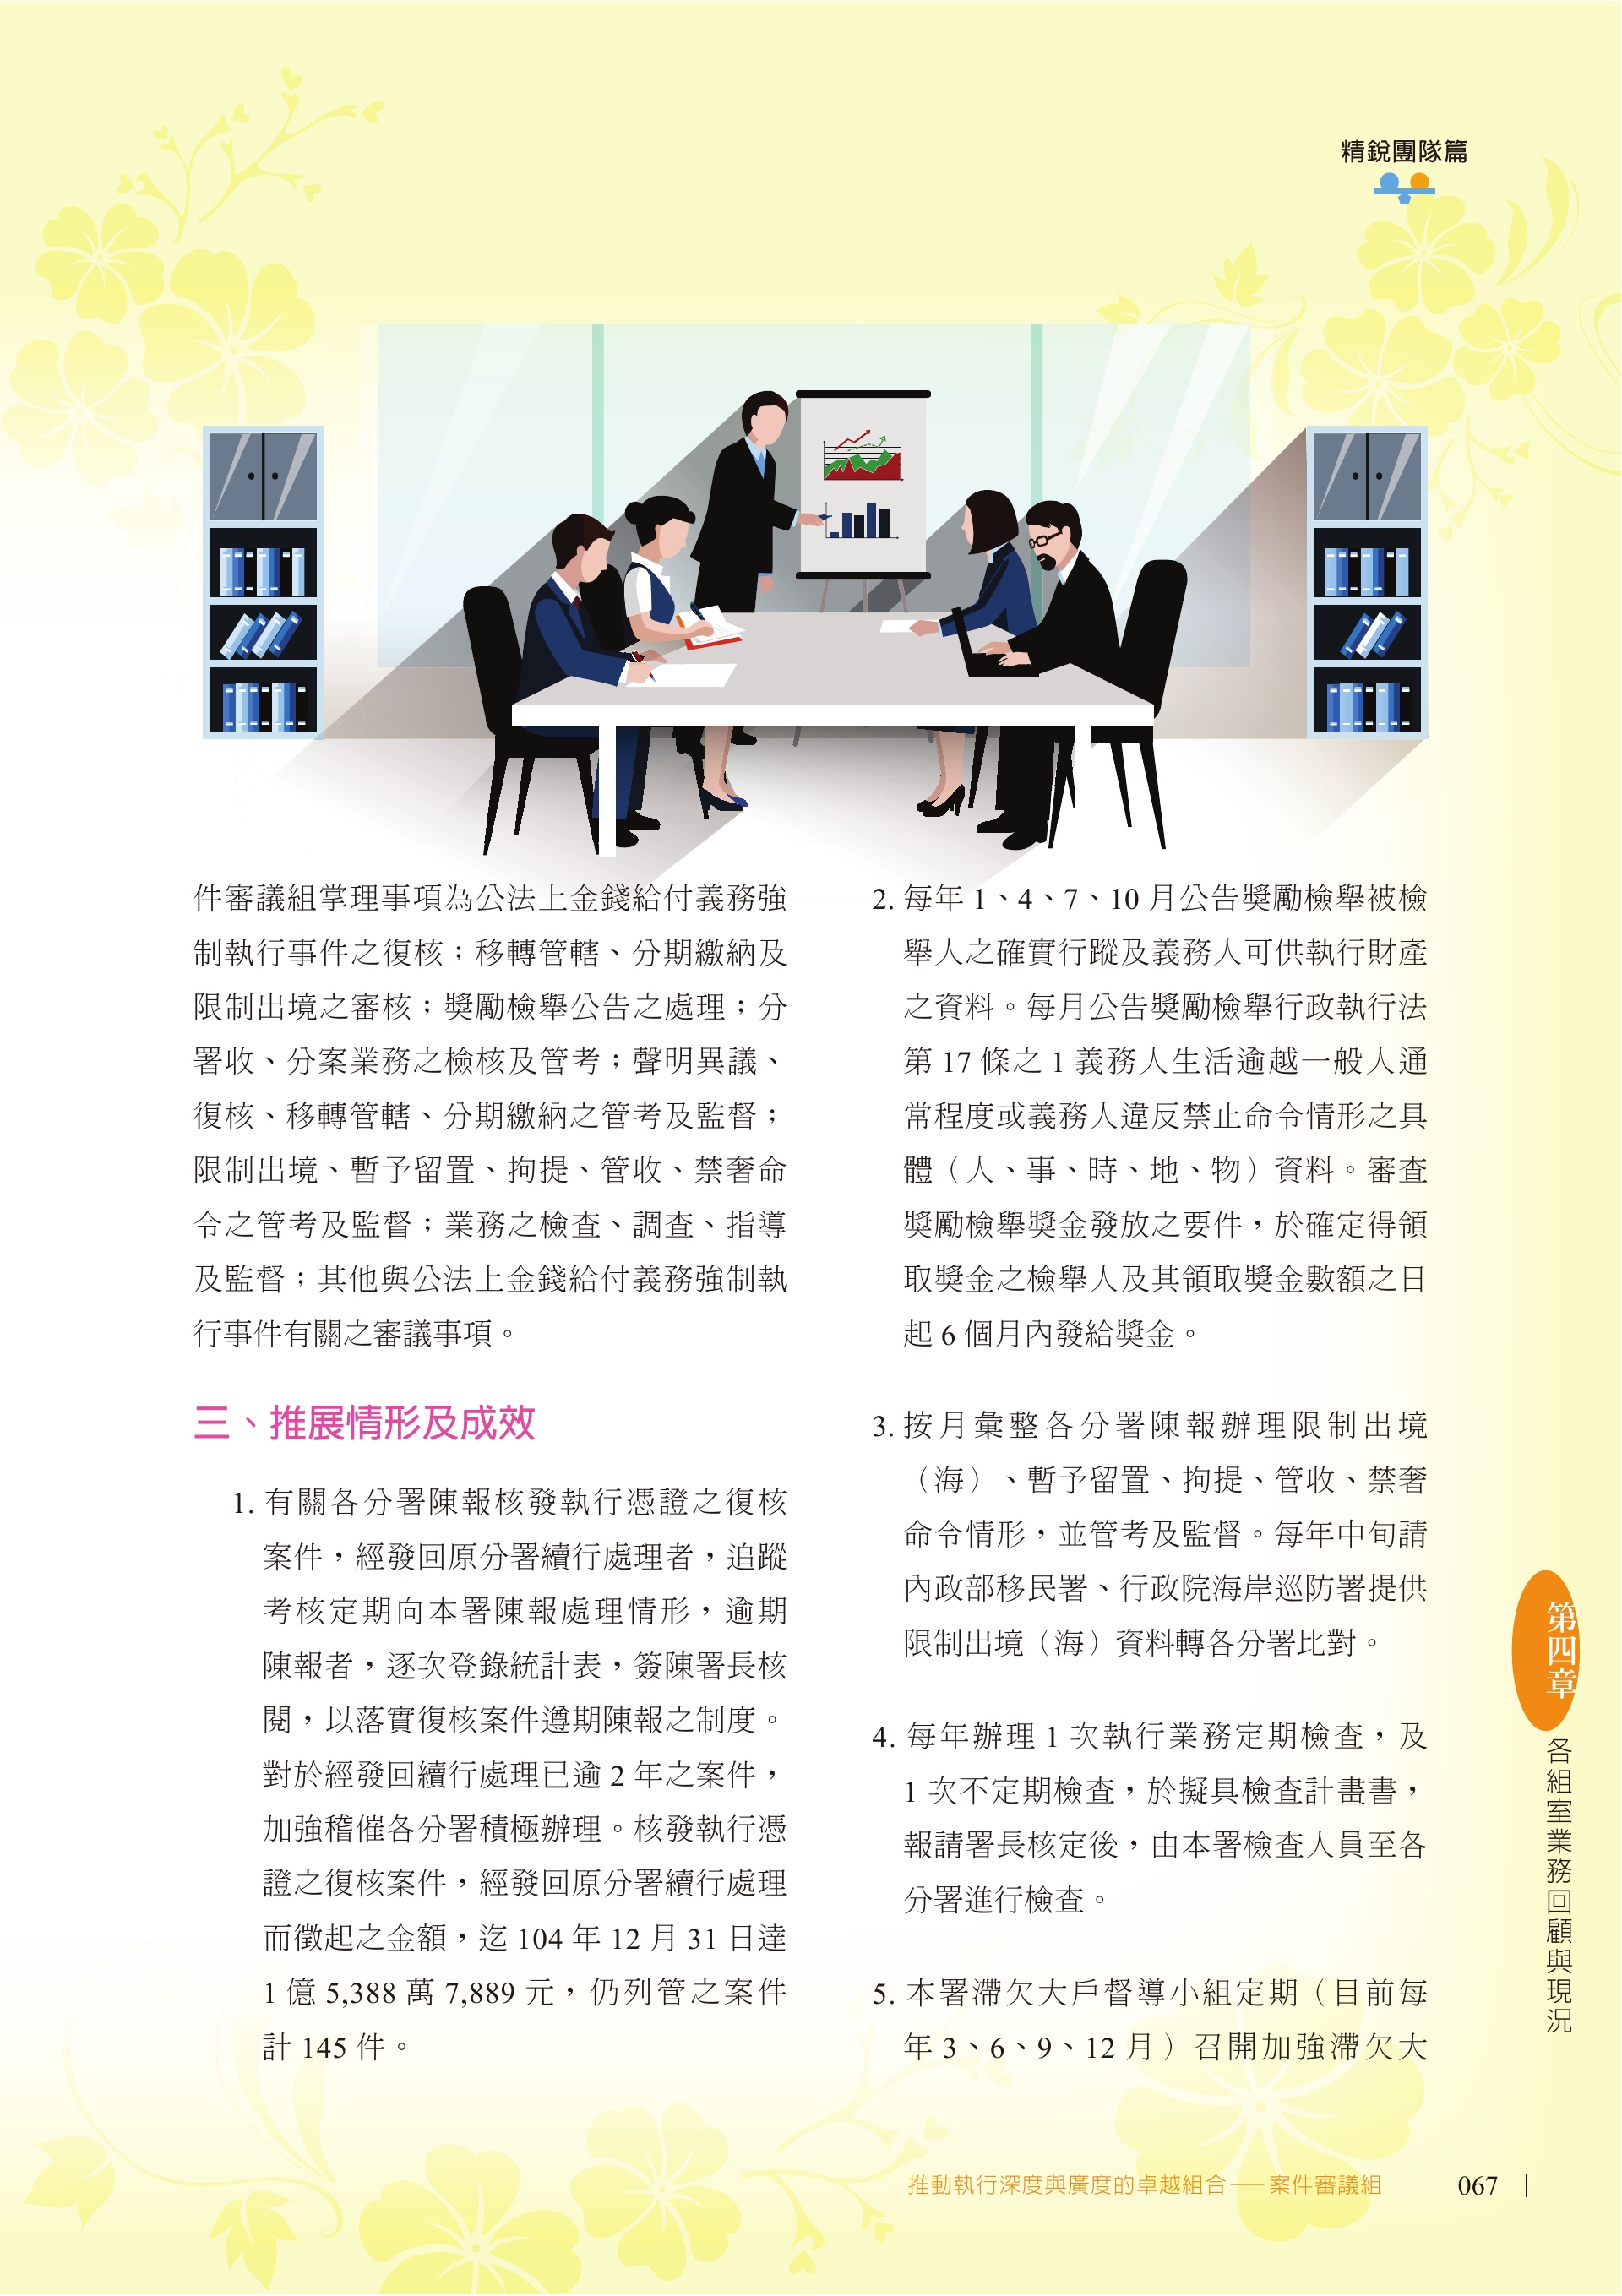 精銳團隊篇
件審議組掌理事項為公法上金錢給付義務強
制執行事件之復核；移轉管轄、分期繳納及
限制出境之審核；獎勵檢舉公告之處理；分
署收、分案業務之檢核及管考；聲明異議、
復核、移轉管轄、分期繳納之管考及監督；
限制出境、暫予留置、拘提、管收、禁奢命
令之管考及監督；業務之檢查、調查、指導
及監督；其他與公法上金錢給付義務強制執
行事件有關之審議事項。
三、推展情形及成效
1. 有關各分署陳報核發執行憑證之復核
案件，經發回原分署續行處理者，追蹤
考核定期向本署陳報處理情形，逾期
陳報者，逐次登錄統計表，簽陳署長核
閱，以落實復核案件遵期陳報之制度。
對於經發回續行處理已逾 2 年之案件，
加強稽催各分署積極辦理。核發執行憑
證之復核案件，經發回原分署續行處理
而徵起之金額，迄 104 年 12 月 31 日達
1 億 5,388 萬 7,889 元，仍列管之案件
計 145 件。
2. 每年 1、4、7、10 月公告獎勵檢舉被檢
舉人之確實行蹤及義務人可供執行財產
之資料。每月公告獎勵檢舉行政執行法
第 17 條之 1 義務人生活逾越一般人通
常程度或義務人違反禁止命令情形之具
體（人、事、時、地、物）資料。審查
獎勵檢舉獎金發放之要件，於確定得領
取獎金之檢舉人及其領取獎金數額之日
起 6 個月內發給獎金。
3. 按月彙整各分署陳報辦理限制出境
（海）、暫予留置、拘提、管收、禁奢
命令情形，並管考及監督。每年中旬請
內政部移民署、行政院海岸巡防署提供
限制出境（海）資料轉各分署比對。
4. 每年辦理 1 次執行業務定期檢查，及
1 次不定期檢查，於擬具檢查計畫書，
報請署長核定後，由本署檢查人員至各
分署進行檢查。
5. 本署滯欠大戶督導小組定期（目前每
年 3、6、9、12 月）召開加強滯欠大
第四章
各組室業務回顧與現況
推動執行深度與廣度的卓越組合──案件審議組 | 067 |